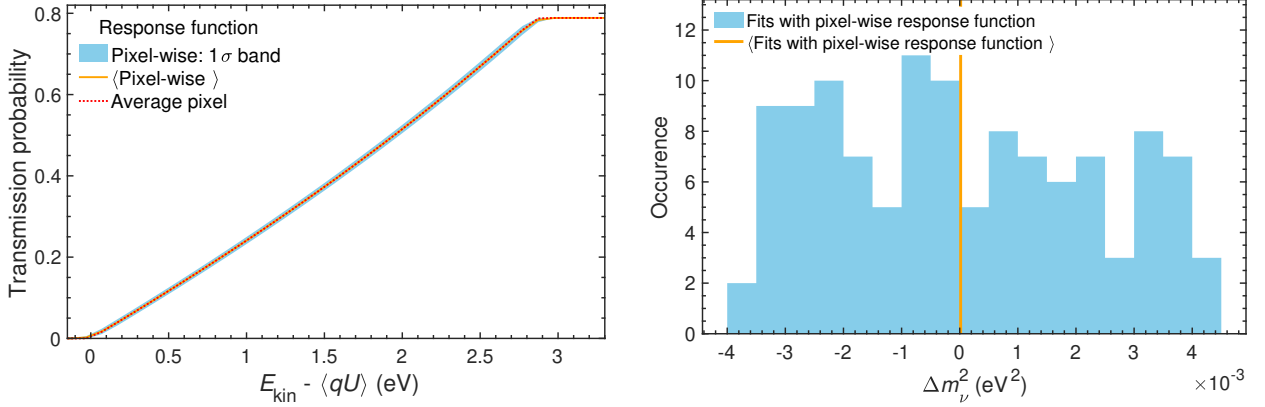 Response function
Pixel-wise: 1σ band
⟨Pixel-wise ⟩
Average pixel
Transmission probability
0.8
0.6
0.4
0.2
0
0 0.5 1 1.5 2 2.5 3
E_kin - ⟨qU⟩ (eV)
Fits with pixel-wise response function
⟨Fits with pixel-wise response function ⟩
Occurence
12
10
8
6
4
2
0
-4 -3 -2 -1 0 1 2 3 4
Δm²_ν (eV²)
×10⁻³